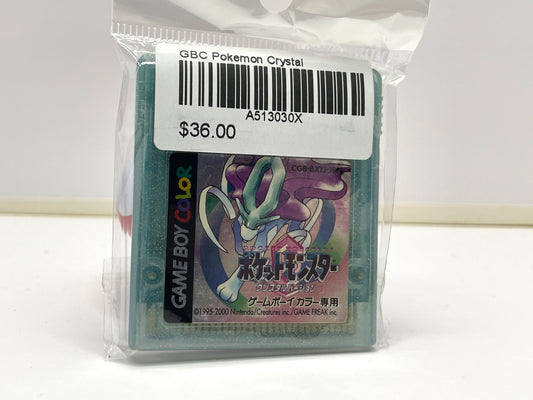 GBC Pokemon Crystal
A513030X
$36.00
GAME BOY COLOR
ポケットモンスター
クリスタルバージョン
ゲームボーイカラー専用
©1995-2000 Nintendo/Creatures inc./GAME FREAK inc.